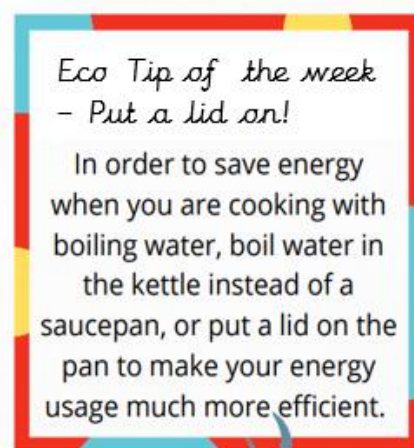 Eco Tip of the week
– Put a lid on!
In order to save energy
when you are cooking with
boiling water, boil water in
the kettle instead of a
saucepan, or put a lid on the
pan to make your energy
usage much more efficient.